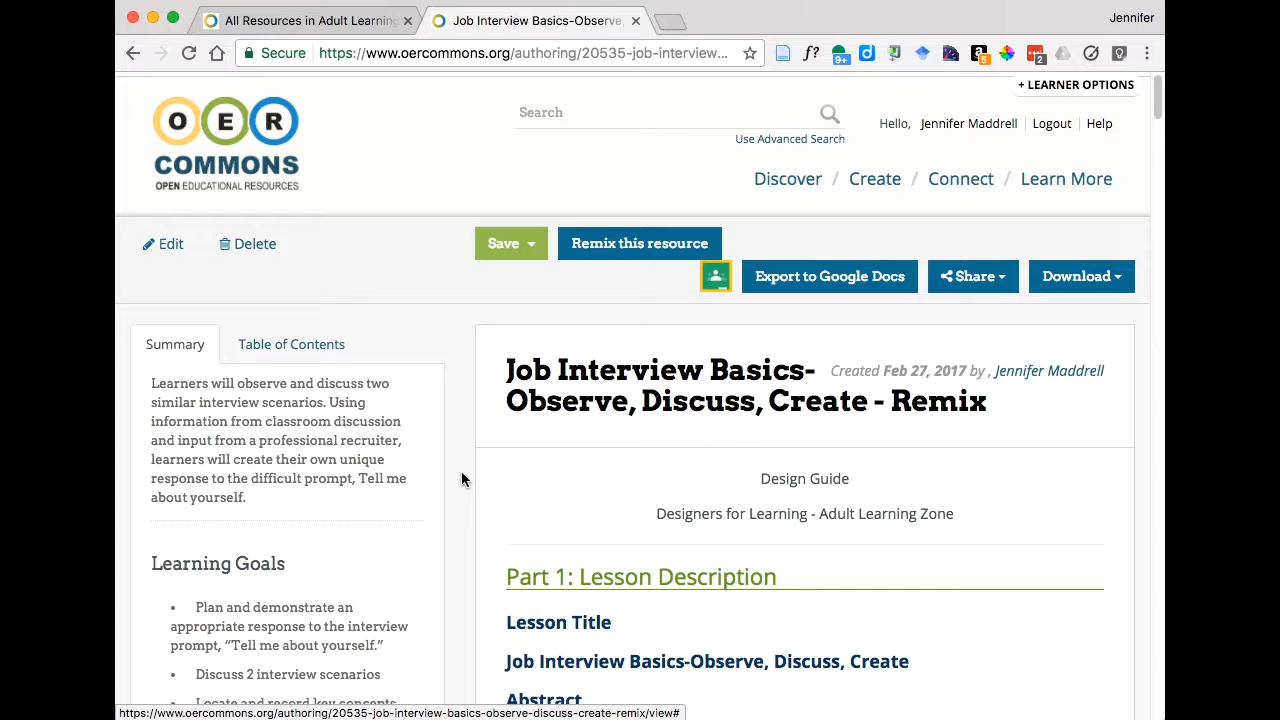 All Resources in Adult Learning
Job Interview Basics-Observe,
Jennifer
Secure
https://www.oercommons.org/authoring/20535-job-interview...
f?
9+
d
a
5
2
+ LEARNER OPTIONS
O E R
COMMONS
OPEN EDUCATIONAL RESOURCES
Search
Use Advanced Search
Hello, Jennifer Maddrell Logout Help
Discover / Create / Connect / Learn More
Edit Delete
Save
Remix this resource
Export to Google Docs
Share
Download
Summary
Table of Contents
Learners will observe and discuss two
similar interview scenarios. Using
information from classroom discussion
and input from a professional recruiter,
learners will create their own unique
response to the difficult prompt, Tell me
about yourself.
Learning Goals
• Plan and demonstrate an
appropriate response to the interview
prompt, “Tell me about yourself.”
• Discuss 2 interview scenarios
• Locate and record key concepts
Job Interview Basics-
Observe, Discuss, Create - Remix
Created Feb 27, 2017 by , Jennifer Maddrell
Design Guide
Designers for Learning - Adult Learning Zone
Part 1: Lesson Description
Lesson Title
Job Interview Basics-Observe, Discuss, Create
Abstract
https://www.oercommons.org/authoring/20535-job-interview-basics-observe-discuss-create-remix/view#